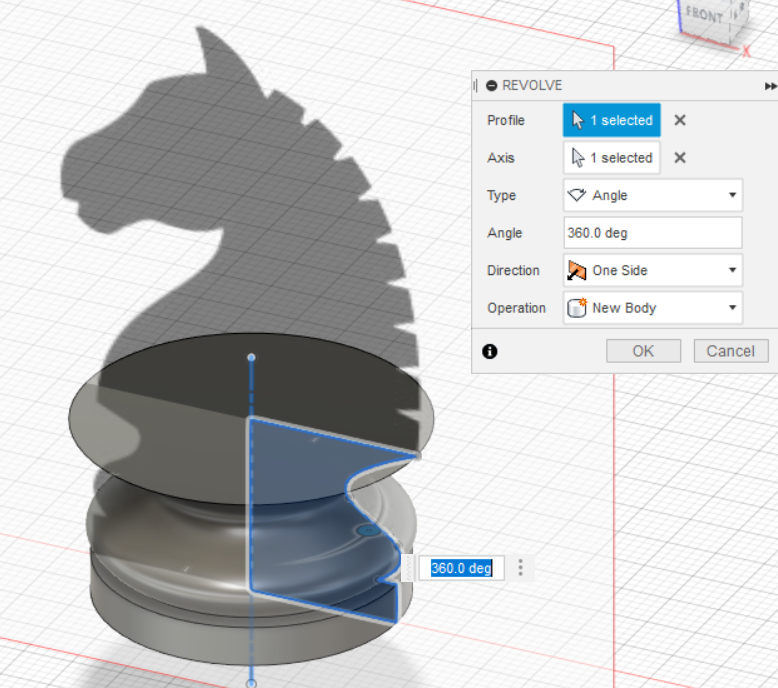 FRONT
X
REVOLVE
Profile 1 selected
Axis 1 selected
Type Angle
Angle 360.0 deg
Direction One Side
Operation New Body
OK Cancel
360.0 deg